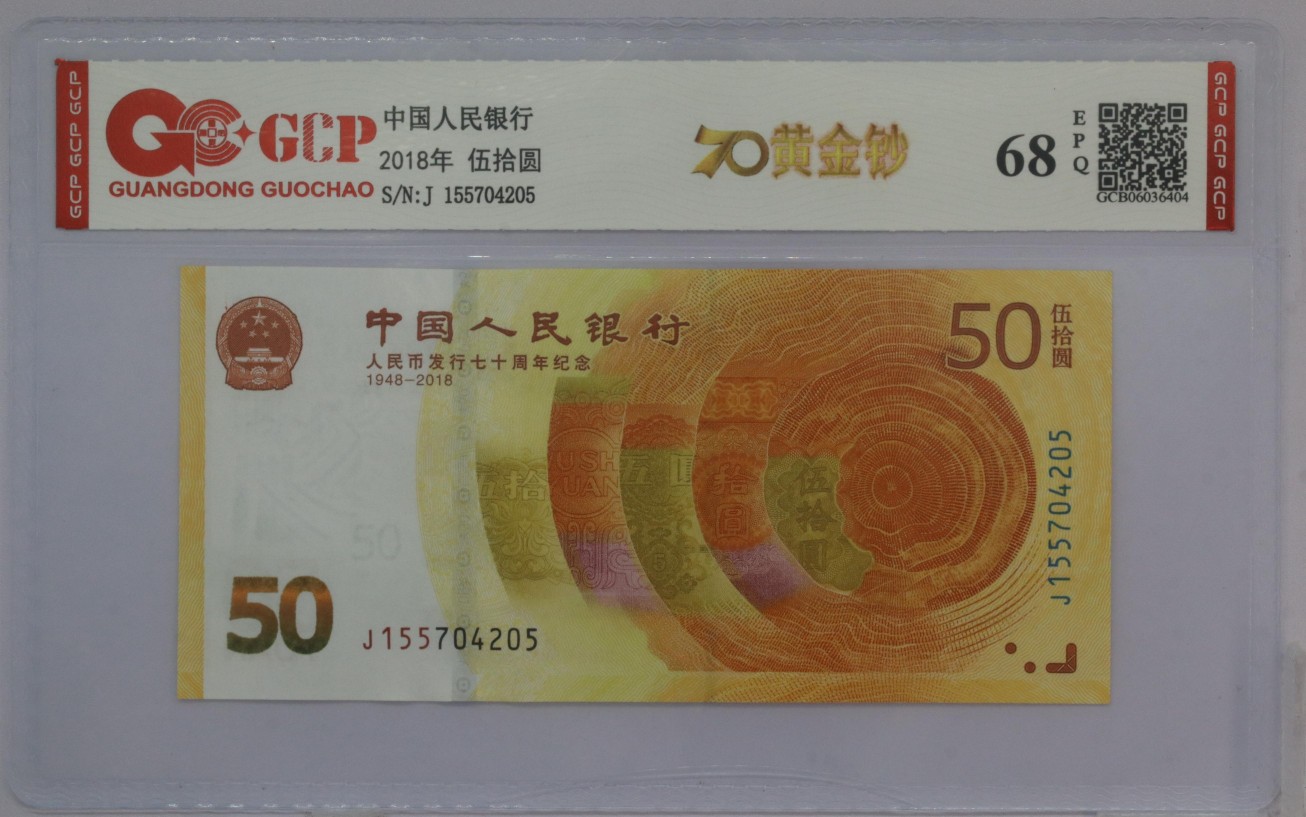 GCP GCP GCP
GCP
GUANGDONG GUOCHAO
中国人民银行
2018年 伍拾圆
S/N:J 155704205
70黄金钞
68
EPQ
GCB06036404
GCP GCP GCP
中国人民银行
人民币发行七十周年纪念
1948-2018
50
伍拾圆
伍拾
伍拾圆
50
50
J155704205
J155704205